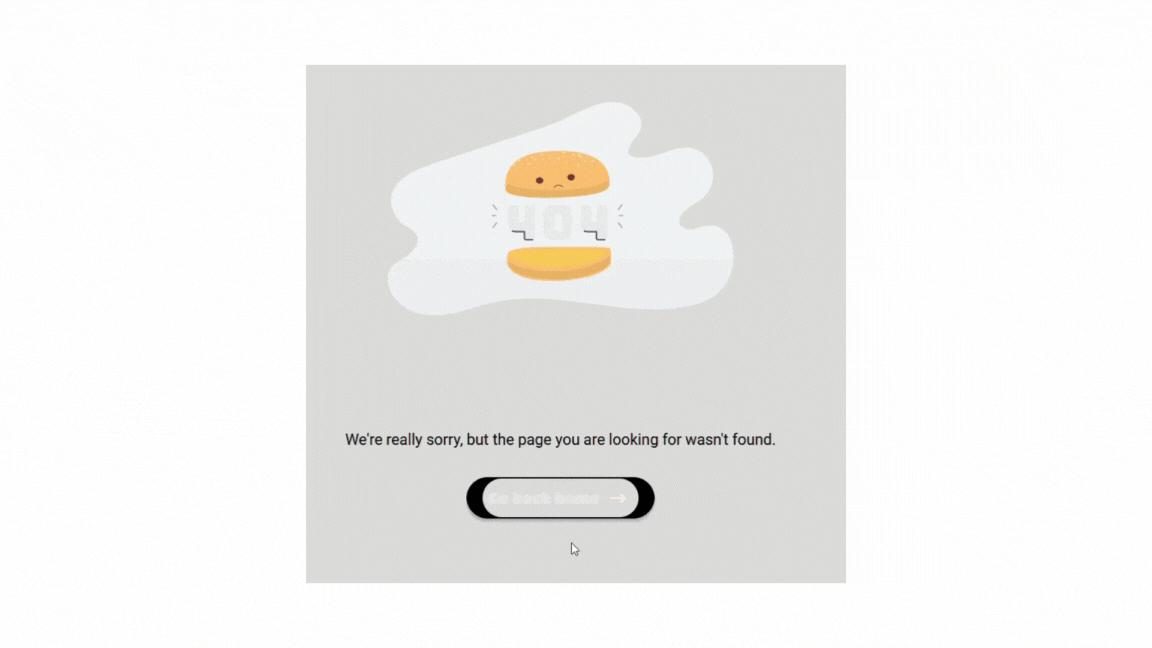 404
We're really sorry, but the page you are looking for wasn't found.
Go back home →